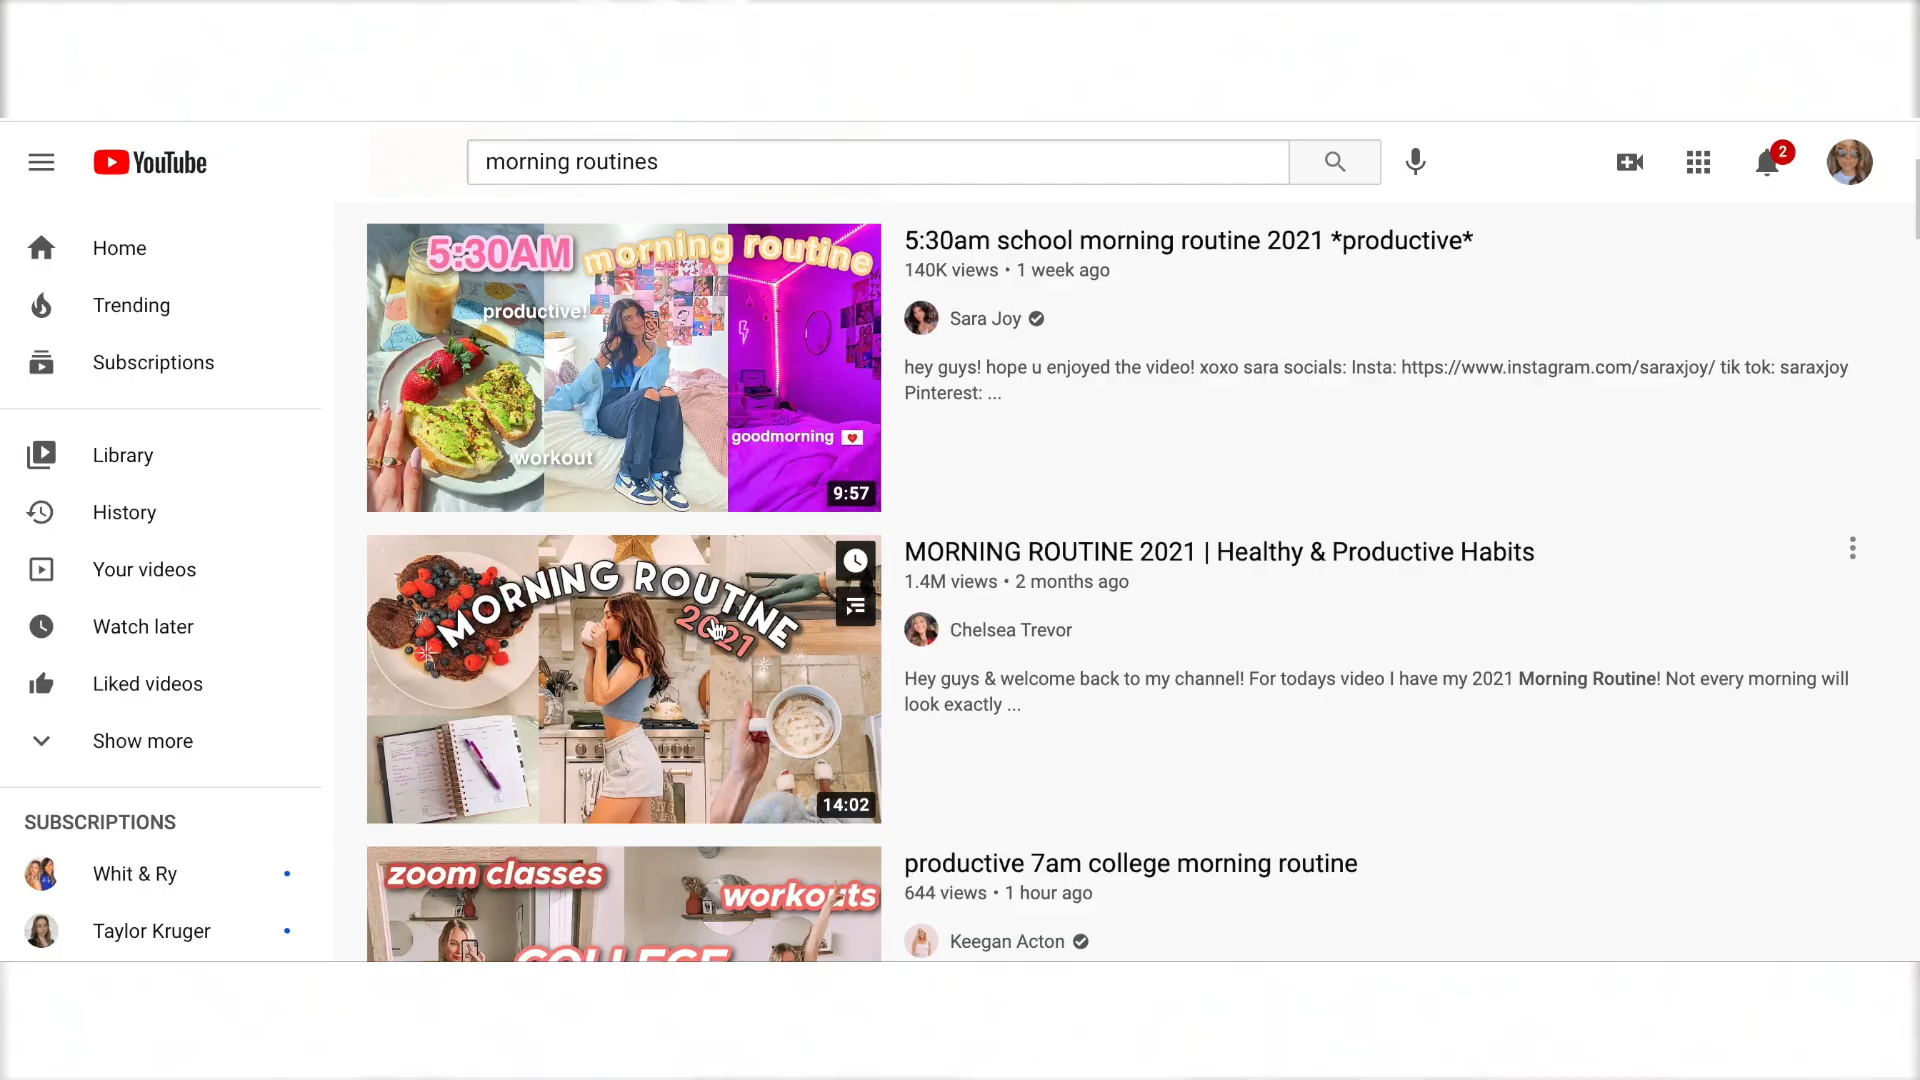 YouTube
morning routines
2
Home
Trending
Subscriptions
Library
History
Your videos
Watch later
Liked videos
Show more
SUBSCRIPTIONS
Whit & Ry
Taylor Kruger
5:30AM morning routine
productive!
workout
goodmorning
9:57
5:30am school morning routine 2021 *productive*
140K views • 1 week ago
Sara Joy
hey guys! hope u enjoyed the video! xoxo sara socials: Insta: https://www.instagram.com/saraxjoy/ tik tok: saraxjoy
Pinterest: ...
MORNING ROUTINE
2021
14:02
MORNING ROUTINE 2021 | Healthy & Productive Habits
1.4M views • 2 months ago
Chelsea Trevor
Hey guys & welcome back to my channel! For todays video I have my 2021 Morning Routine! Not every morning will
look exactly ...
zoom classes
workouts
COLLEGE
productive 7am college morning routine
644 views • 1 hour ago
Keegan Acton